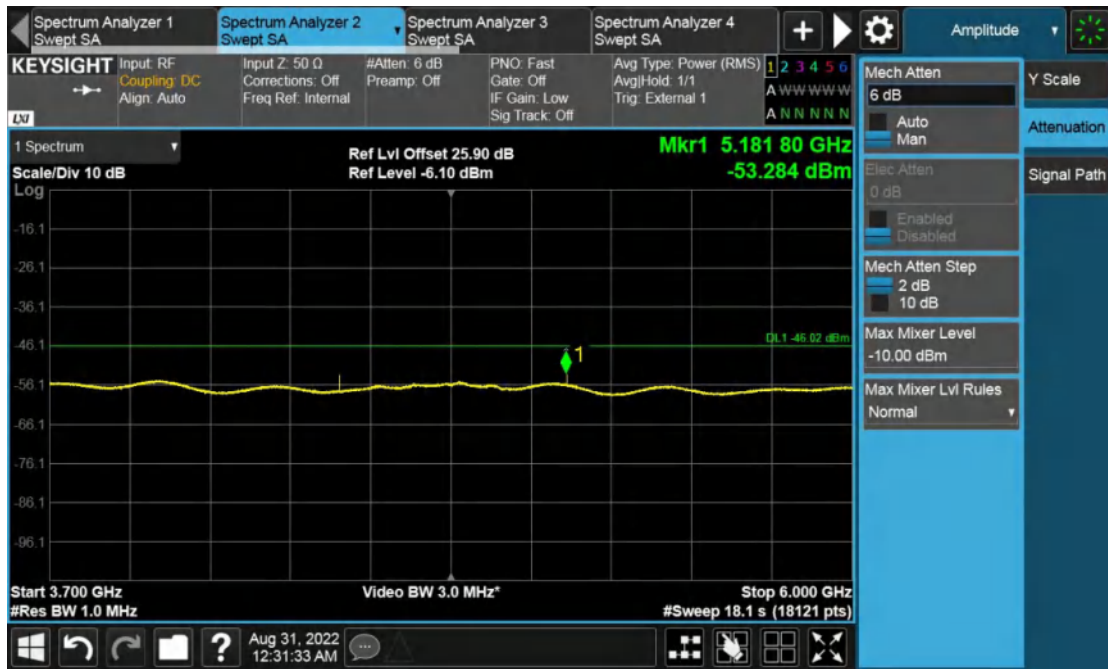 Spectrum Analyzer 1
Swept SA
Spectrum Analyzer 2
Swept SA
Spectrum Analyzer 3
Swept SA
Spectrum Analyzer 4
Swept SA
Amplitude
KEYSIGHT
LXI
Input: RF
Coupling: DC
Align: Auto
Input Z: 50 Ω
Corrections: Off
Freq Ref: Internal
#Atten: 6 dB
Preamp: Off
PNO: Fast
Gate: Off
IF Gain: Low
Sig Track: Off
Avg Type: Power (RMS)
Avg|Hold: 1/1
Trig: External 1
1 2 3 4 5 6
A W W W W W
A N N N N N
1 Spectrum
Scale/Div 10 dB
Log
Ref Lvl Offset 25.90 dB
Ref Level -6.10 dBm
Mkr1 5.181 80 GHz
-53.284 dBm
-16.1
-26.1
-36.1
-46.1
DL1 -46.02 dBm
1
-56.1
-66.1
-76.1
-86.1
-96.1
Start 3.700 GHz
#Res BW 1.0 MHz
Video BW 3.0 MHz*
Stop 6.000 GHz
#Sweep 18.1 s (18121 pts)
Aug 31, 2022
12:31:33 AM
?
Mech Atten
6 dB
Auto
Man
Elec Atten
0 dB
Enabled
Disabled
Mech Atten Step
2 dB
10 dB
Max Mixer Level
-10.00 dBm
Max Mixer Lvl Rules
Normal
Y Scale
Attenuation
Signal Path